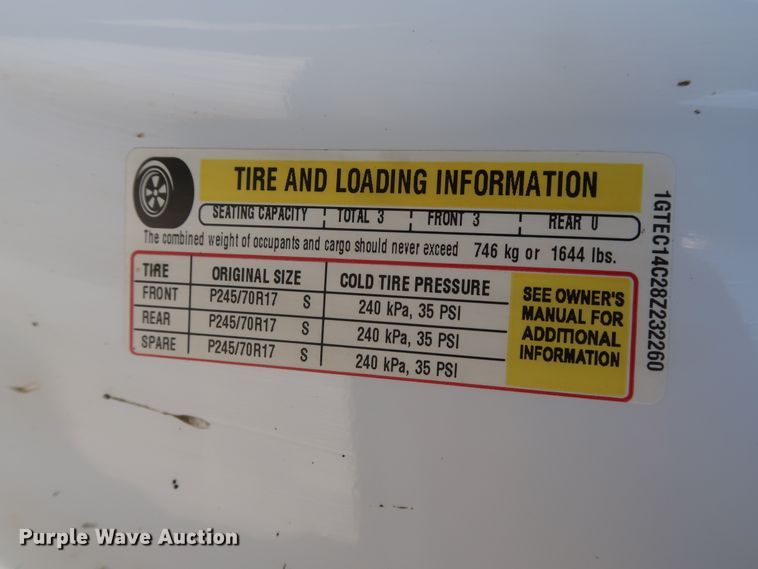 TIRE AND LOADING INFORMATION
SEATING CAPACITY TOTAL 3 FRONT 3 REAR 0
The combined weight of occupants and cargo should never exceed 746 kg or 1644 lbs.
TIRE ORIGINAL SIZE COLD TIRE PRESSURE
FRONT P245/70R17 S 240 kPa, 35 PSI
REAR P245/70R17 S 240 kPa, 35 PSI
SPARE P245/70R17 S 240 kPa, 35 PSI
SEE OWNER'S
MANUAL FOR
ADDITIONAL
INFORMATION
1GTEC14C28Z232260
Purple Wave Auction